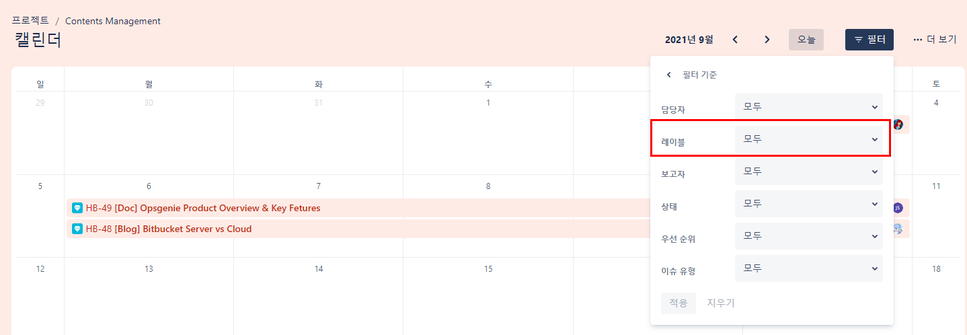 프로젝트 / Contents Management
캘린더
2021년 9월 오늘 필터 ··· 더 보기
필터 기준
일 월 화 수 토
29 30 31 1 4
담당자 모두
레이블 모두
보고자 모두
5 6 7 8 11
상태 모두
HB-49 [Doc] Opsgenie Product Overview & Key Fetures
HB-48 [Blog] Bitbucket Server vs Cloud
우선 순위 모두
12 13 14 15 18
이슈 유형 모두
적용 지우기